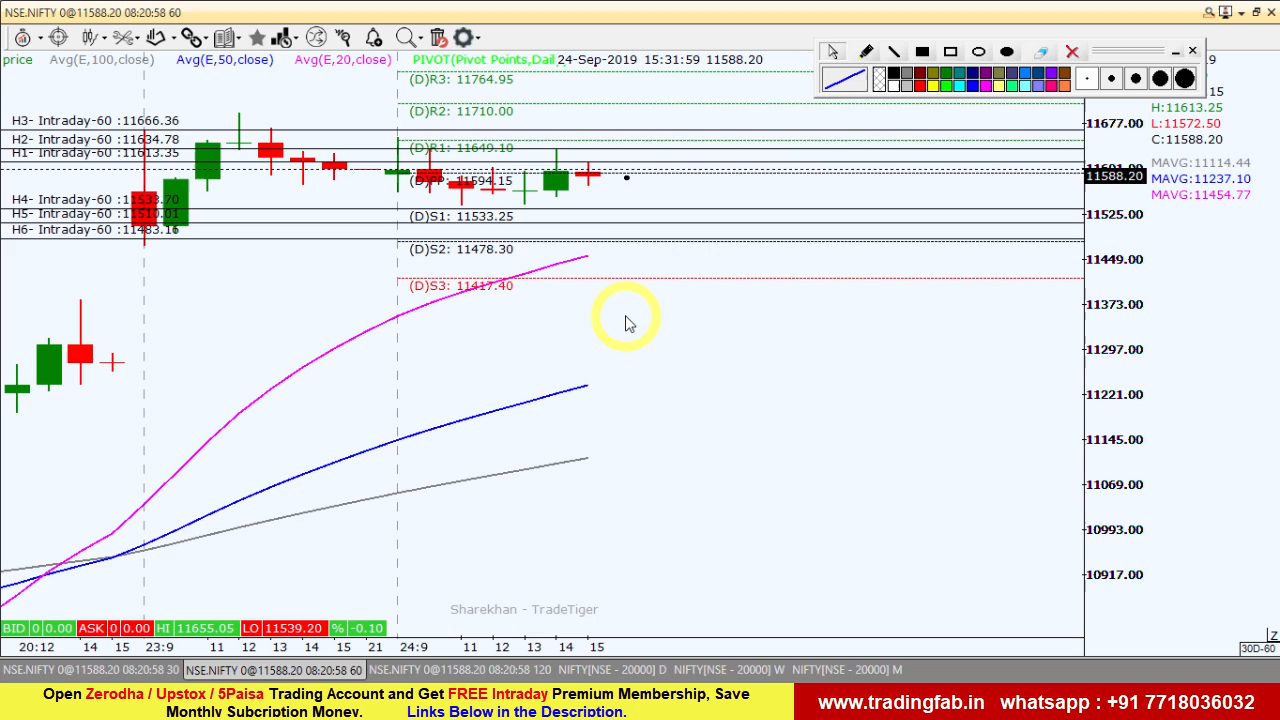 NSE.NIFTY 0@11588.20 08:20:58 60
price Avg(E,100,close) Avg(E,50,close) Avg(E,20,close) PIVOT(Pivot Points,Dail 24-Sep-2019 15:31:59 11588.20
(D)R3: 11764.95
(D)R2: 11710.00
H3- Intraday-60 :11666.36
H2- Intraday-60 :11634.78
H1- Intraday-60 :11613.35
(D)R1: 11649.10
(D)PP: 11594.15
H4- Intraday-60 :11533.70
H5- Intraday-60 :11510.01
H6- Intraday-60 :11483.16
(D)S1: 11533.25
(D)S2: 11478.30
(D)S3: 11417.40
15
H:11613.25
L:11572.50
C:11588.20
MAVG:11114.44
MAVG:11237.10
MAVG:11454.77
11677.00
11601.00
11588.20
11525.00
11449.00
11373.00
11297.00
11221.00
11145.00
11069.00
10993.00
10917.00
Sharekhan - TradeTiger
BID 0 0.00 ASK 0 0.00 HI 11655.05 LO 11539.20 % -0.10
20:12 14 15 23:9 11 12 13 14 15 21 24:9 11 12 13 14 15
Z
30D-60
NSE.NIFTY 0@11588.20 08:20:58 30 NSE.NIFTY 0@11588.20 08:20:58 60 NSE.NIFTY 0@11588.20 08:20:58 120 NIFTY[NSE - 20000] D NIFTY[NSE - 20000] W NIFTY[NSE - 20000] M
Open Zerodha / Upstox / 5Paisa Trading Account and Get FREE Intraday Premium Membership, Save
Monthly Subcription Money. Links Below in the Description.
www.tradingfab.in whatsapp : +91 7718036032